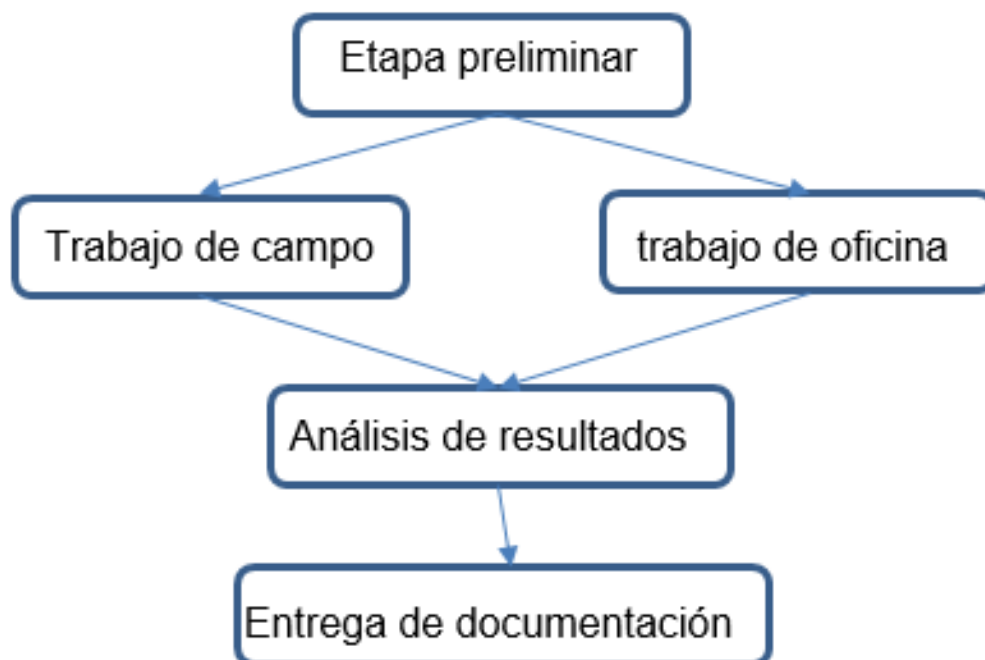 Etapa preliminar
Trabajo de campo
trabajo de oficina
Análisis de resultados
Entrega de documentación